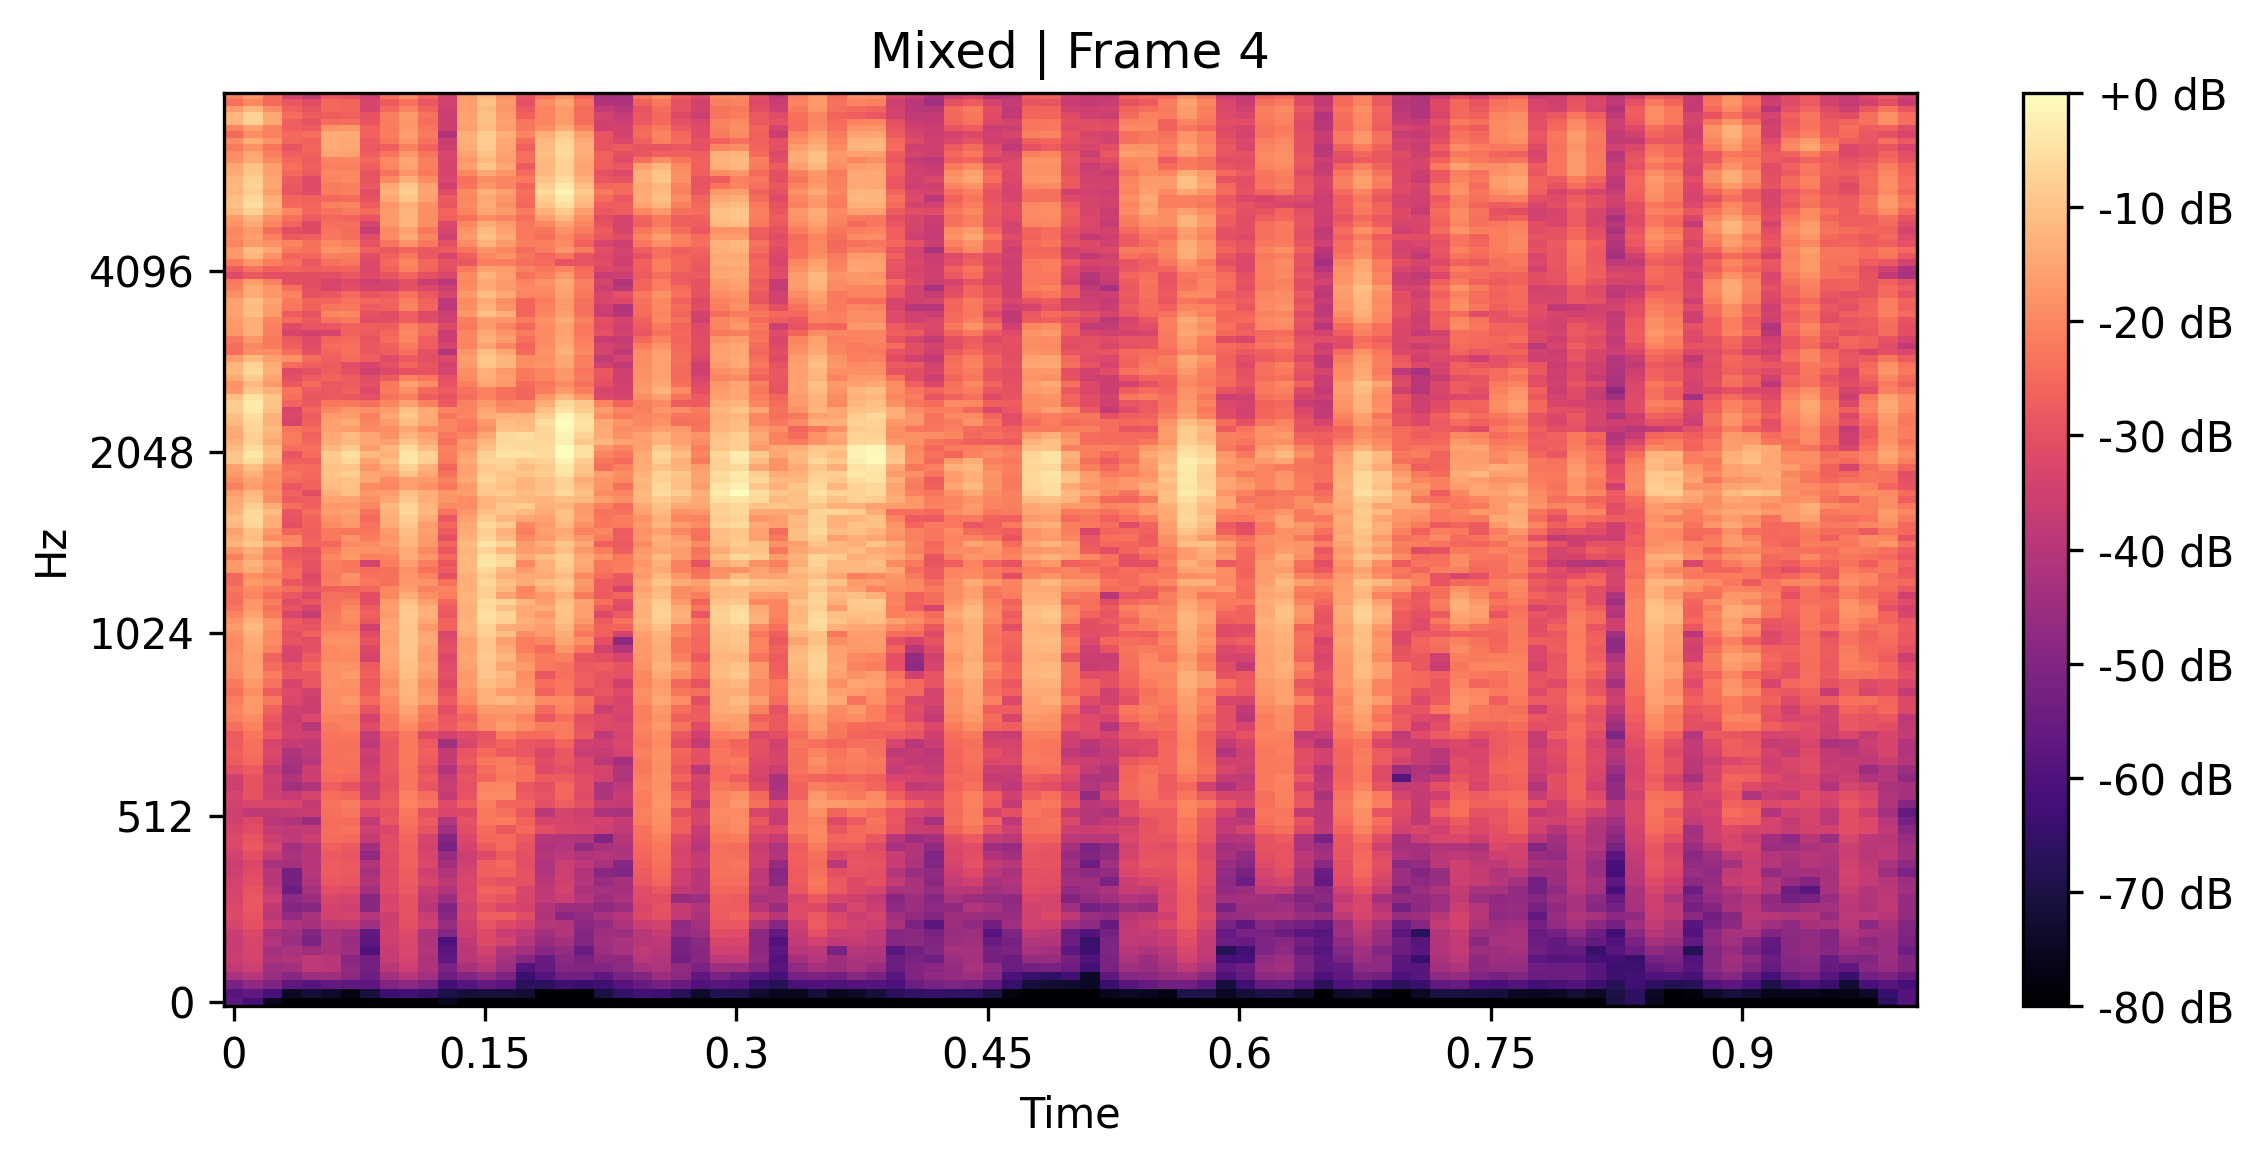 Mixed | Frame 4
Hz
4096
2048
1024
512
0
0 0.15 0.3 0.45 0.6 0.75 0.9
Time
+0 dB
-10 dB
-20 dB
-30 dB
-40 dB
-50 dB
-60 dB
-70 dB
-80 dB